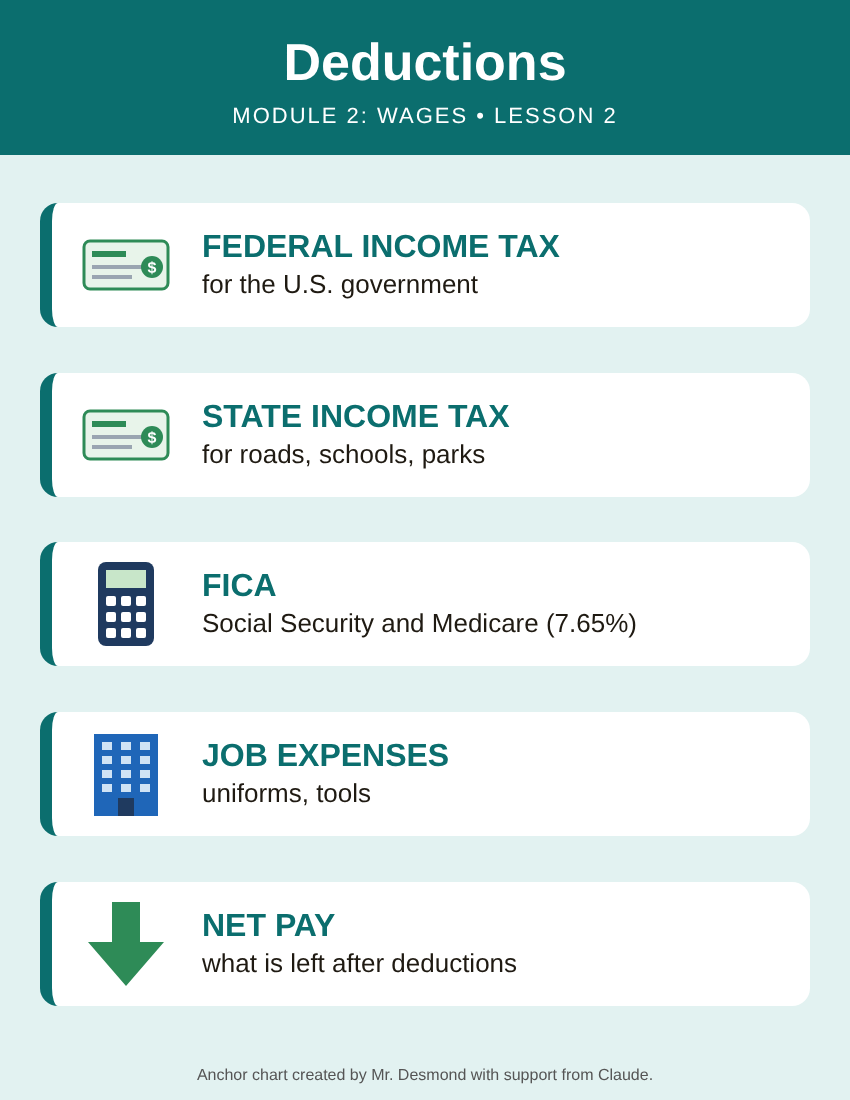 Deductions
MODULE 2: WAGES • LESSON 2
$
FEDERAL INCOME TAX
for the U.S. government
$
STATE INCOME TAX
for roads, schools, parks
FICA
Social Security and Medicare (7.65%)
JOB EXPENSES
uniforms, tools
NET PAY
what is left after deductions
Anchor chart created by Mr. Desmond with support from Claude.